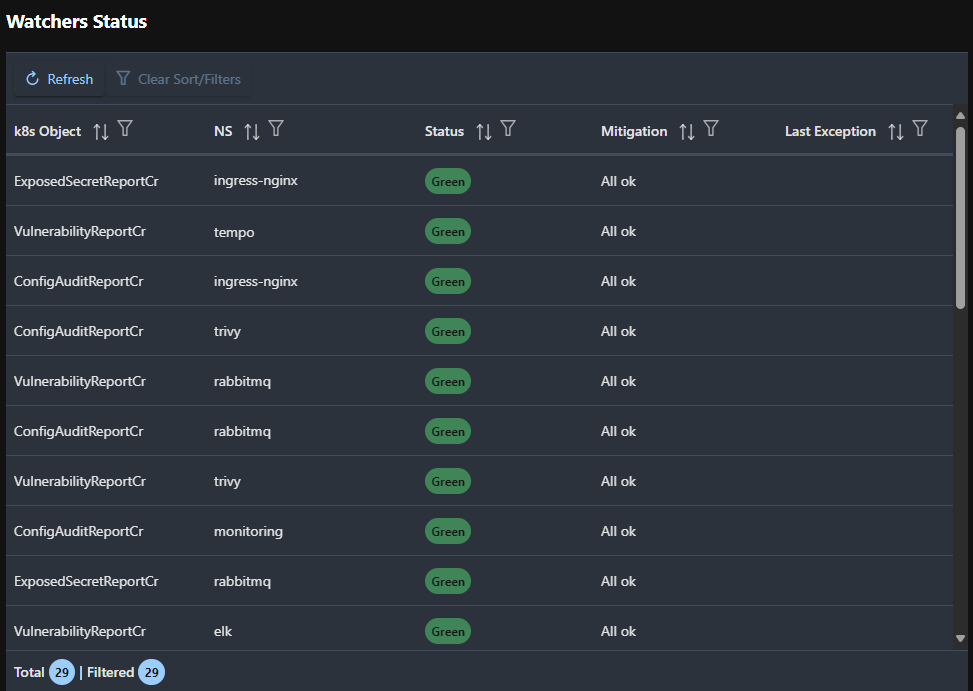 Watchers Status
Refresh Clear Sort/Filters
k8s Object NS Status Mitigation Last Exception
ExposedSecretReportCr ingress-nginx Green All ok
VulnerabilityReportCr tempo Green All ok
ConfigAuditReportCr ingress-nginx Green All ok
ConfigAuditReportCr trivy Green All ok
VulnerabilityReportCr rabbitmq Green All ok
ConfigAuditReportCr rabbitmq Green All ok
VulnerabilityReportCr trivy Green All ok
ConfigAuditReportCr monitoring Green All ok
ExposedSecretReportCr rabbitmq Green All ok
VulnerabilityReportCr elk Green All ok
Total 29 | Filtered 29